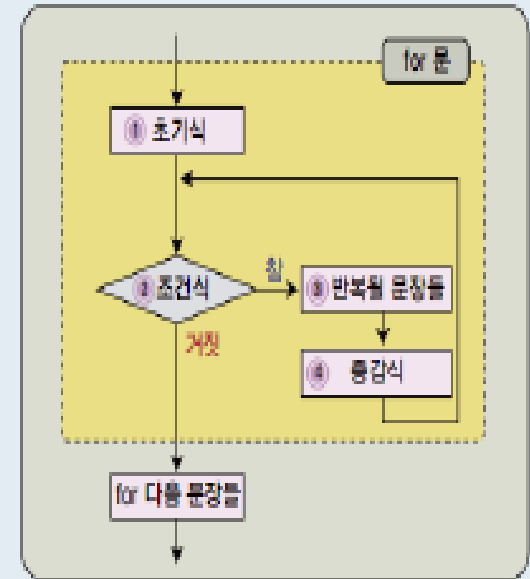 for 문
① 초기식
② 조건식
참
③ 반복될 문장들
거짓
④ 증감식
for 다음 문장들